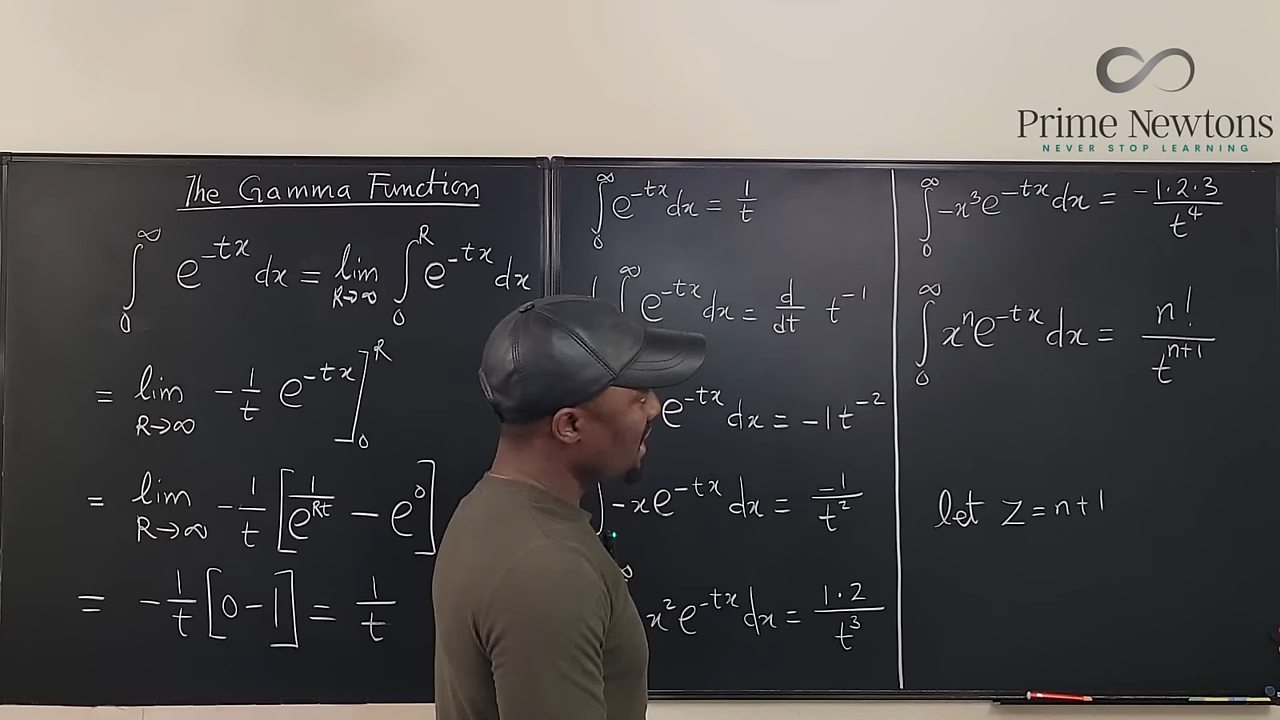 Prime Newtons
NEVER STOP LEARNING
The Gamma Function
∫₀^∞ e^{-tx} dx = lim_{R→∞} ∫₀^R e^{-tx} dx
= lim_{R→∞} -1/t e^{-tx} ]₀^R
= lim_{R→∞} -1/t [1/e^{Rt} - e^0]
= -1/t [0-1] = 1/t
∫₀^∞ e^{-tx} dx = 1/t
∫^∞ e^{-tx} dx = d/dt t^{-1}
e^{-tx} dx = -1t^{-2}
-xe^{-tx} dx = -1/t^2
x^2 e^{-tx} dx = 1·2/t^3
∫₀^∞ -x^3 e^{-tx} dx = -1·2·3/t^4
∫₀^∞ x^n e^{-tx} dx = n!/t^{n+1}
let z = n+1